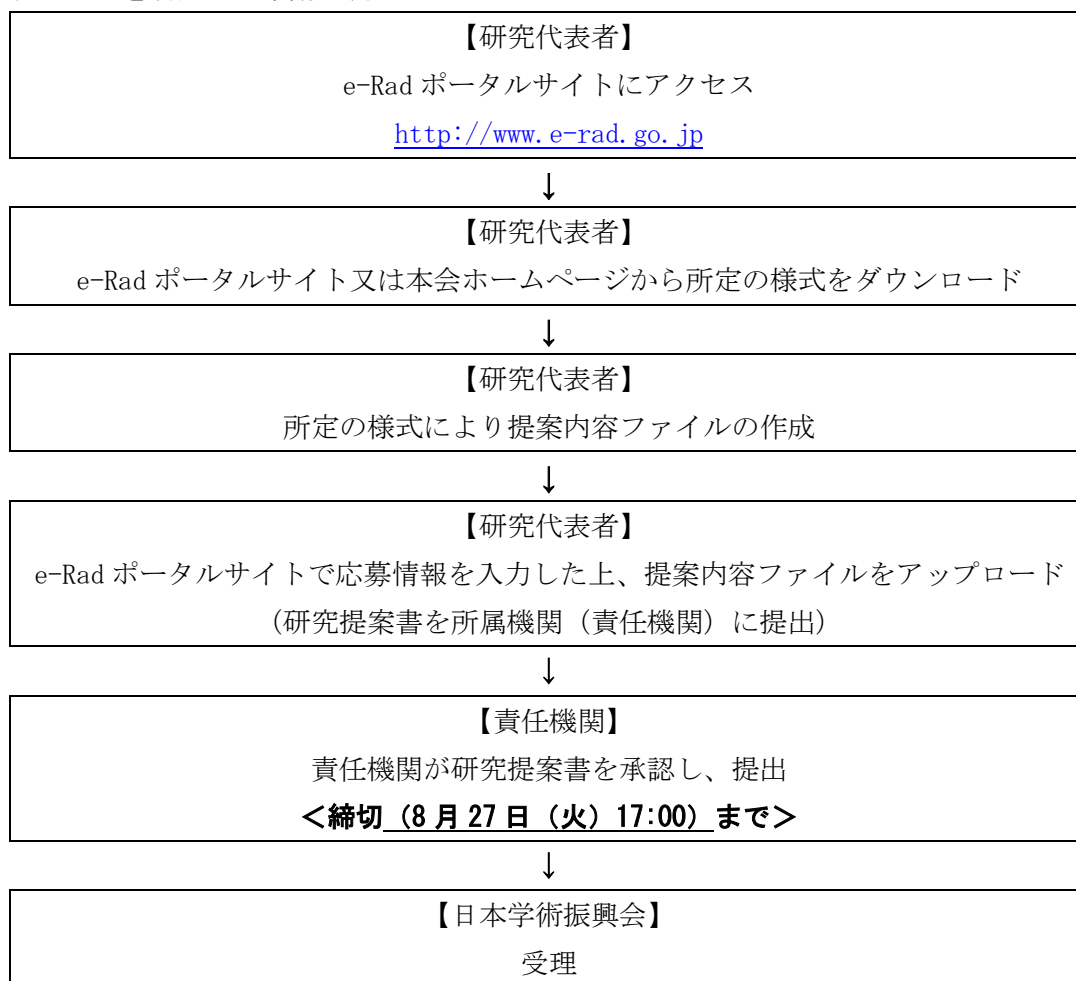 【研究代表者】
e-Rad ポータルサイトにアクセス
http://www.e-rad.go.jp
↓
【研究代表者】
e-Rad ポータルサイト又は本会ホームページから所定の様式をダウンロード
↓
【研究代表者】
所定の様式により提案内容ファイルの作成
↓
【研究代表者】
e-Rad ポータルサイトで応募情報を入力した上、提案内容ファイルをアップロード
（研究提案書を所属機関（責任機関）に提出）
↓
【責任機関】
責任機関が研究提案書を承認し、提出
＜締切（8 月 27 日（火）17:00）まで＞
↓
【日本学術振興会】
受理